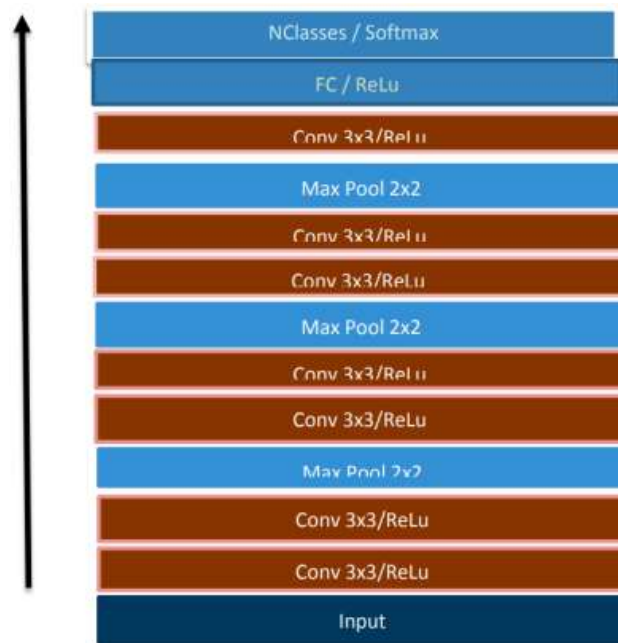 NClasses / Softmax
FC / ReLu
Conv 3x3/ReLu
Max Pool 2x2
Conv 3x3/ReLu
Conv 3x3/ReLu
Max Pool 2x2
Conv 3x3/ReLu
Conv 3x3/ReLu
Max Pool 2x2
Conv 3x3/ReLu
Conv 3x3/ReLu
Input